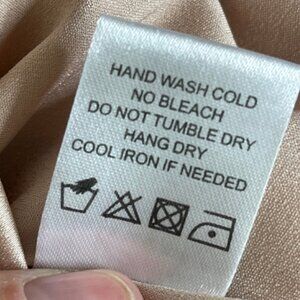 HAND WASH COLD
NO BLEACH
DO NOT TUMBLE DRY
HANG DRY
COOL IRON IF NEEDED